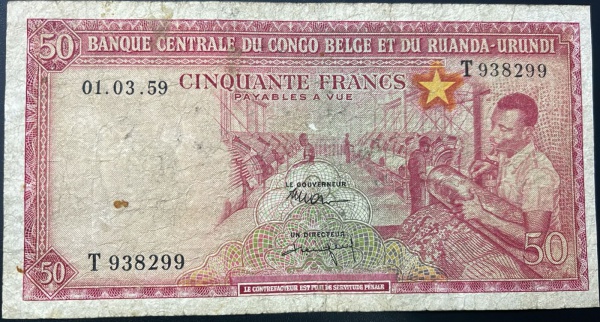 50 BANQUE CENTRALE DU CONGO BELGE ET DU RUANDA-URUNDI
01.03.59 CINQUANTE FRANCS T 938299
PAYABLES A VUE
LE GOUVERNEUR
UN DIRECTEUR
T 938299
50 50
LE CONTREFACTEUR EST PUNI DE SERVITUDE PÉNALE